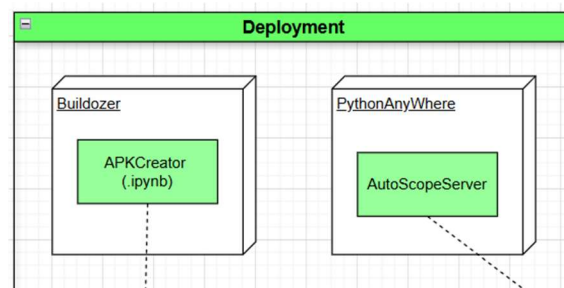 Deployment
Buildozer
APKCreator
(.ipynb)
PythonAnyWhere
AutoScopeServer